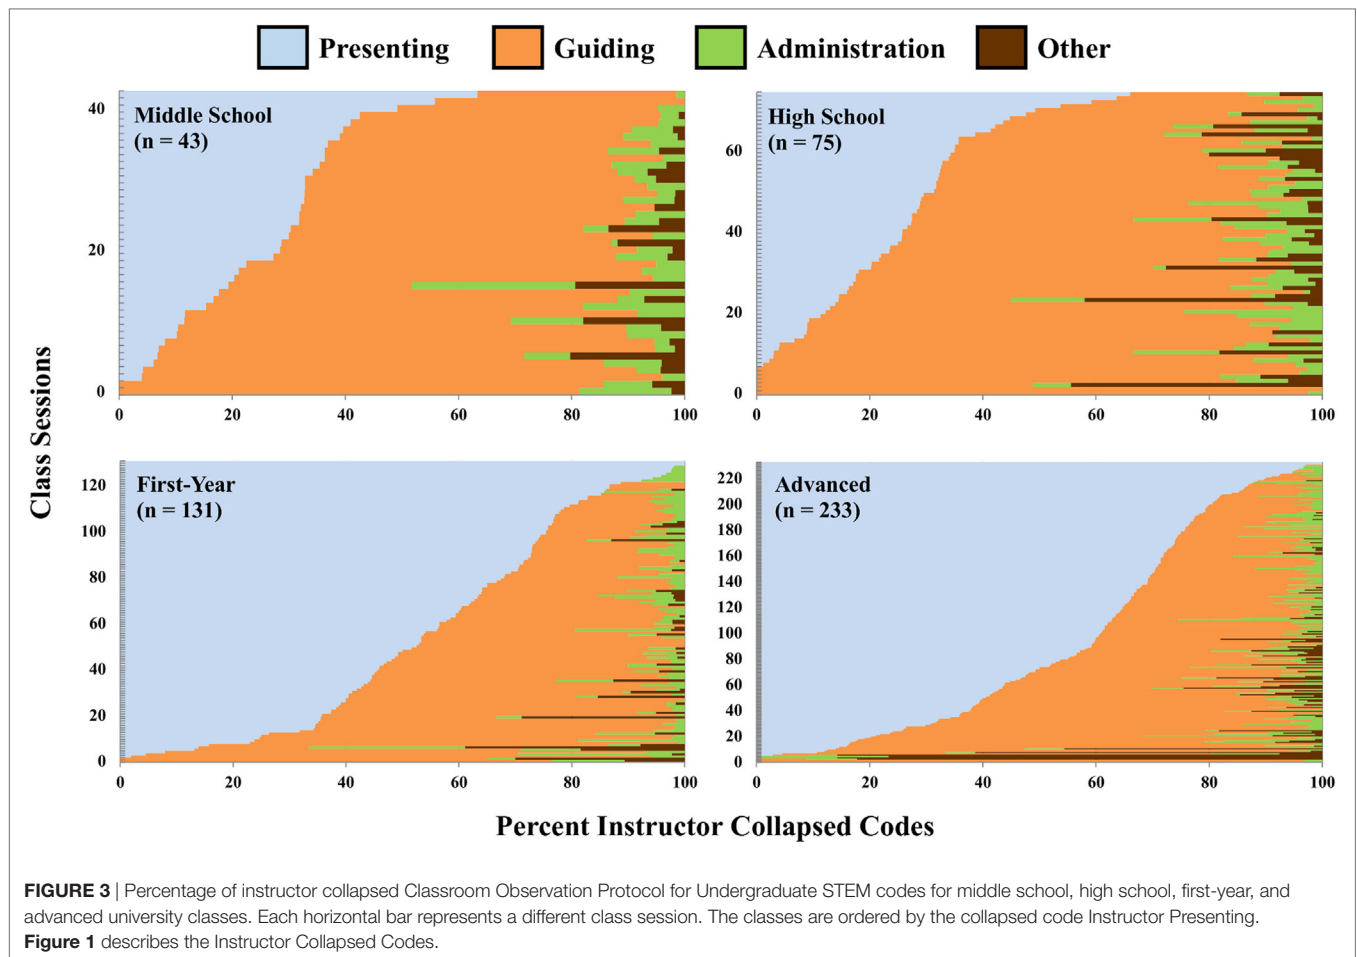 Presenting Guiding Administration Other
Middle School
(n = 43)
40
20
0
0 20 40 60 80 100
High School
(n = 75)
60
40
20
0
0 20 40 60 80 100
Class Sessions
First-Year
(n = 131)
120
100
80
60
40
20
0
0 20 40 60 80 100
Advanced
(n = 233)
220
200
180
160
140
120
100
80
60
40
20
0
0 20 40 60 80 100
Percent Instructor Collapsed Codes
FIGURE 3 | Percentage of instructor collapsed Classroom Observation Protocol for Undergraduate STEM codes for middle school, high school, first-year, and
advanced university classes. Each horizontal bar represents a different class session. The classes are ordered by the collapsed code Instructor Presenting.
Figure 1 describes the Instructor Collapsed Codes.